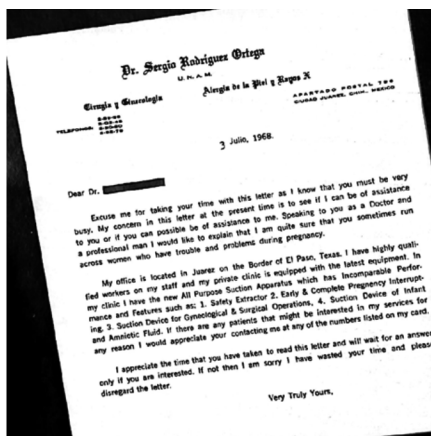 Dr. Sergio Rodriguez Ortega
U. N. A. M.
Cirugia y Ginecologia
Alergia de la Piel y Rayos X
TELEFONOS:
APARTADO POSTAL
CIUDAD JUAREZ, CHIH. MEXICO
3 Julio, 1968.
Dear Dr.
Excuse me for taking your time with this letter as I know that you must be very
busy. My concern in this letter at the present time is to see if I can be of assistance
to you or if you can possible be of assistance to me. Speaking to you as a Doctor and
a professional man I would like to explain that I am quite sure that you sometimes run
across women who have trouble and problems during pregnancy.
My office is located in Juarez on the Border of El Paso, Texas. I have highly quali-
fied workers on my staff and my private clinic is equipped with the latest equipment. In
my clinic I have the new All Purpose Suction Apparatus which has Incomparable Perfor-
mance and Features such as: 1. Safety Extractor 2. Early & Complete Pregnancy Interrupt-
ing, 3. Suction Device for Gynecological & Surgical Operations, 4. Suction Device of Infant
and Amniotic Fluid. If there are any patients that might be interested in my services for
any reason I would appreciate your contacting me at any of the numbers listed on my card.
I appreciate the time that you have taken to read this letter and will wait for an answer
only if you are interested. If not then I am sorry I have wasted your time and please
disregard the letter.
Very Truly Yours,